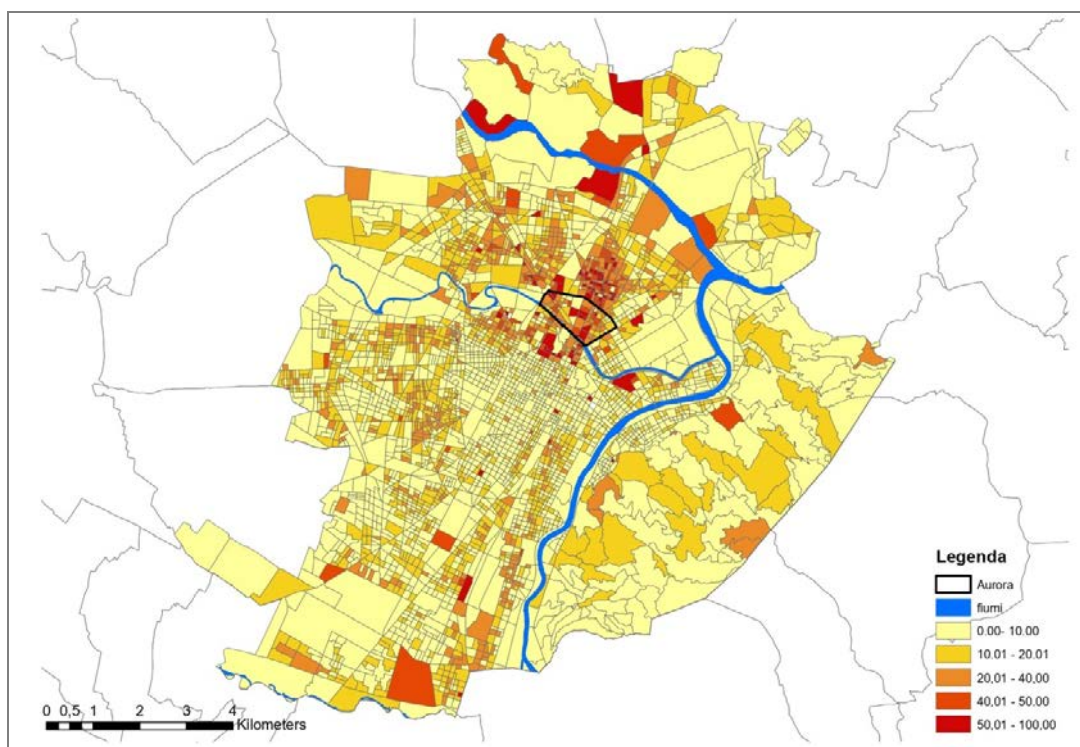 Legenda
Aurora
fiumi
0.00- 10.00
10.01 - 20.01
20,01 - 40,00
40,01 - 50,00
50,01 - 100,00
0 0,5 1 2 3 4
Kilometers